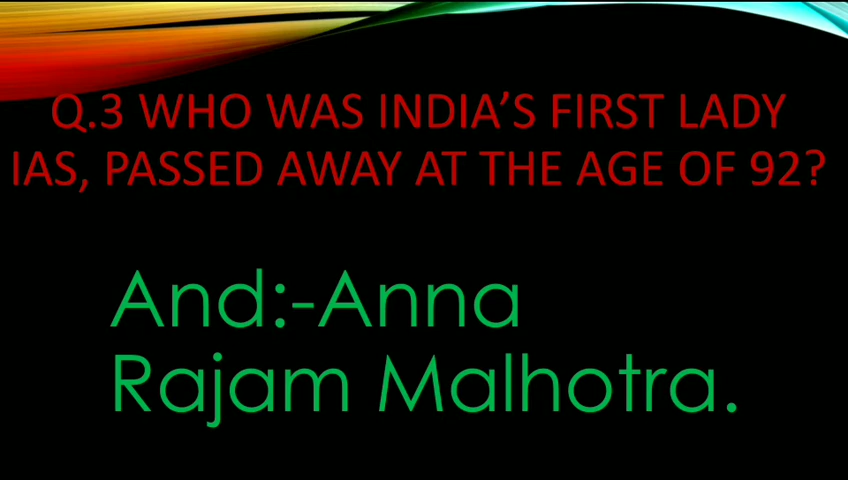 Q.3 WHO WAS INDIA'S FIRST LADY
IAS, PASSED AWAY AT THE AGE OF 92?
And:-Anna
Rajam Malhotra.